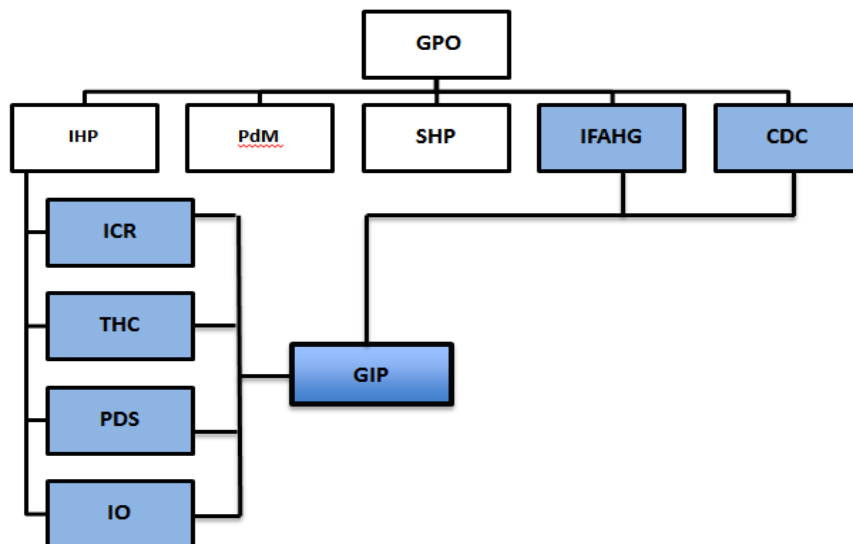 GPO
IHP
PdM
SHP
IFAHG
CDC
ICR
THC
GIP
PDS
IO